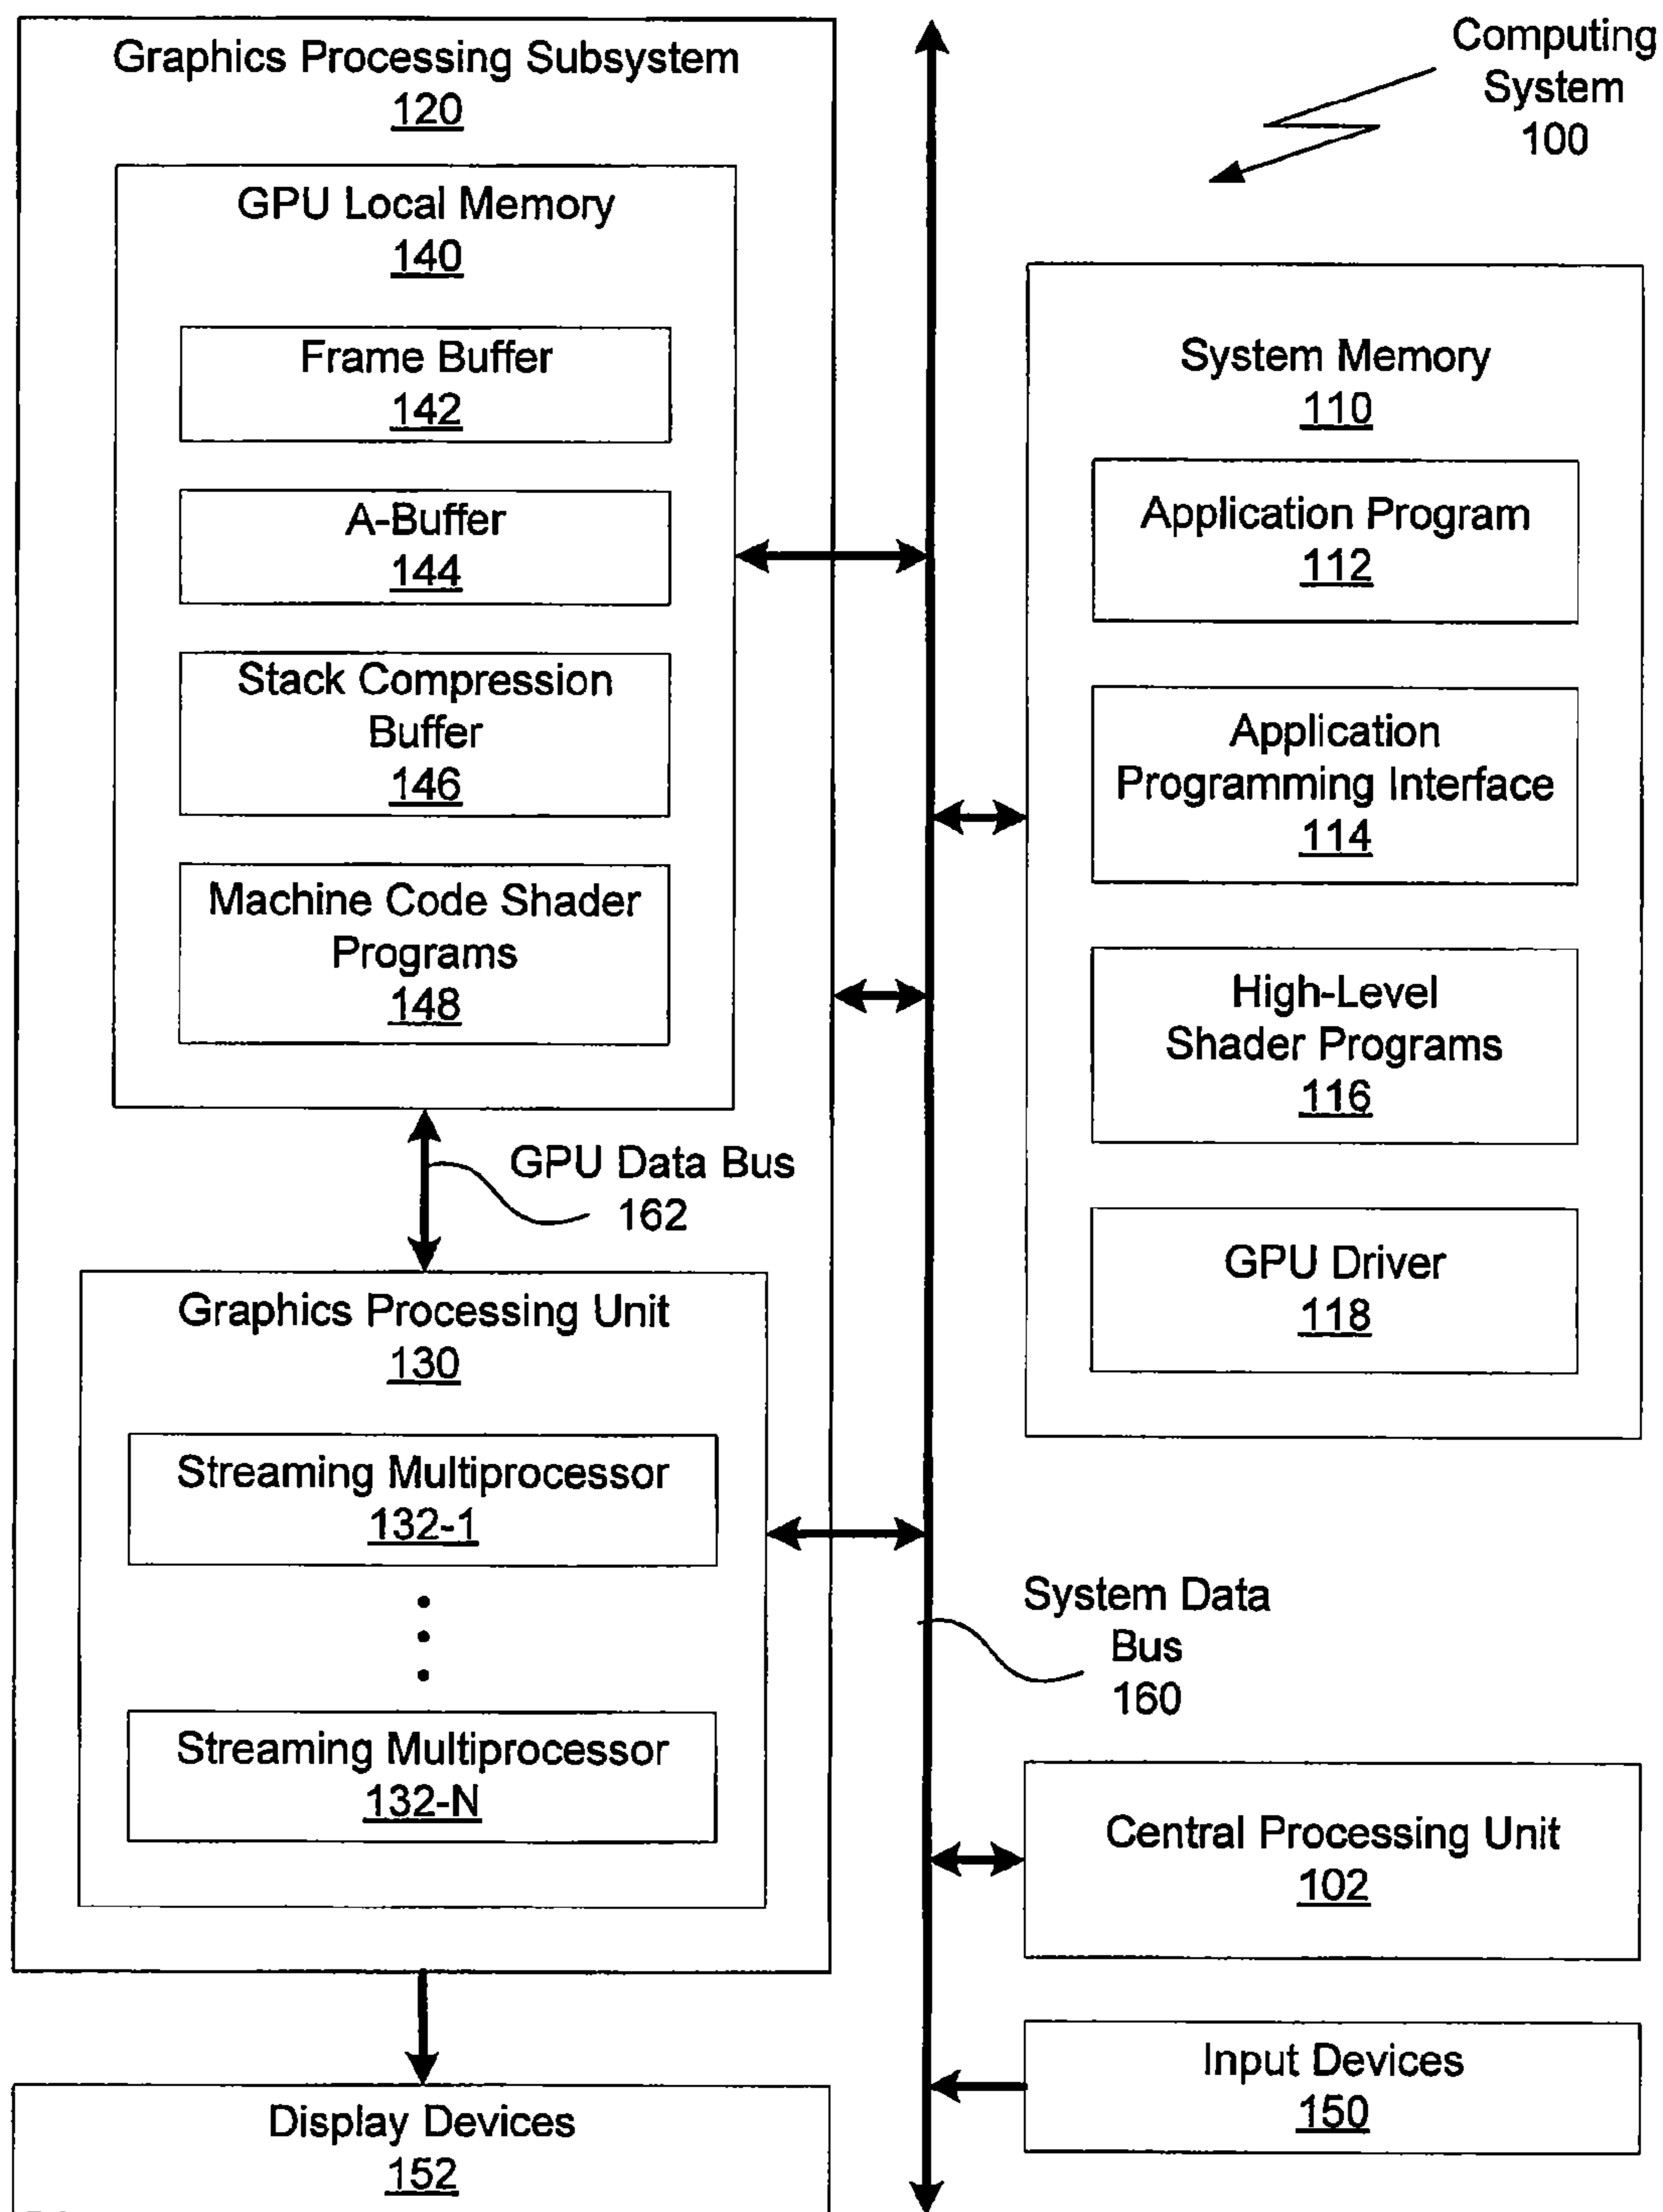 Graphics Processing Subsystem
120
GPU Local Memory
140
Frame Buffer
142
A-Buffer
144
Stack Compression
Buffer
146
Machine Code Shader
Programs
148
GPU Data Bus
162
Graphics Processing Unit
130
Streaming Multiprocessor
132-1
Streaming Multiprocessor
132-N
Display Devices
152
Computing
System
100
System Memory
110
Application Program
112
Application
Programming Interface
114
High-Level
Shader Programs
116
GPU Driver
118
System Data
Bus
160
Central Processing Unit
102
Input Devices
150